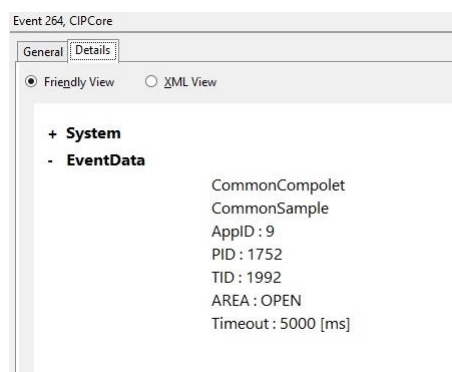 Event 264, CIPCore
General Details
Friendly View XML View
+ System
- EventData
CommonCompolet
CommonSample
AppID : 9
PID : 1752
TID : 1992
AREA : OPEN
Timeout : 5000 [ms]